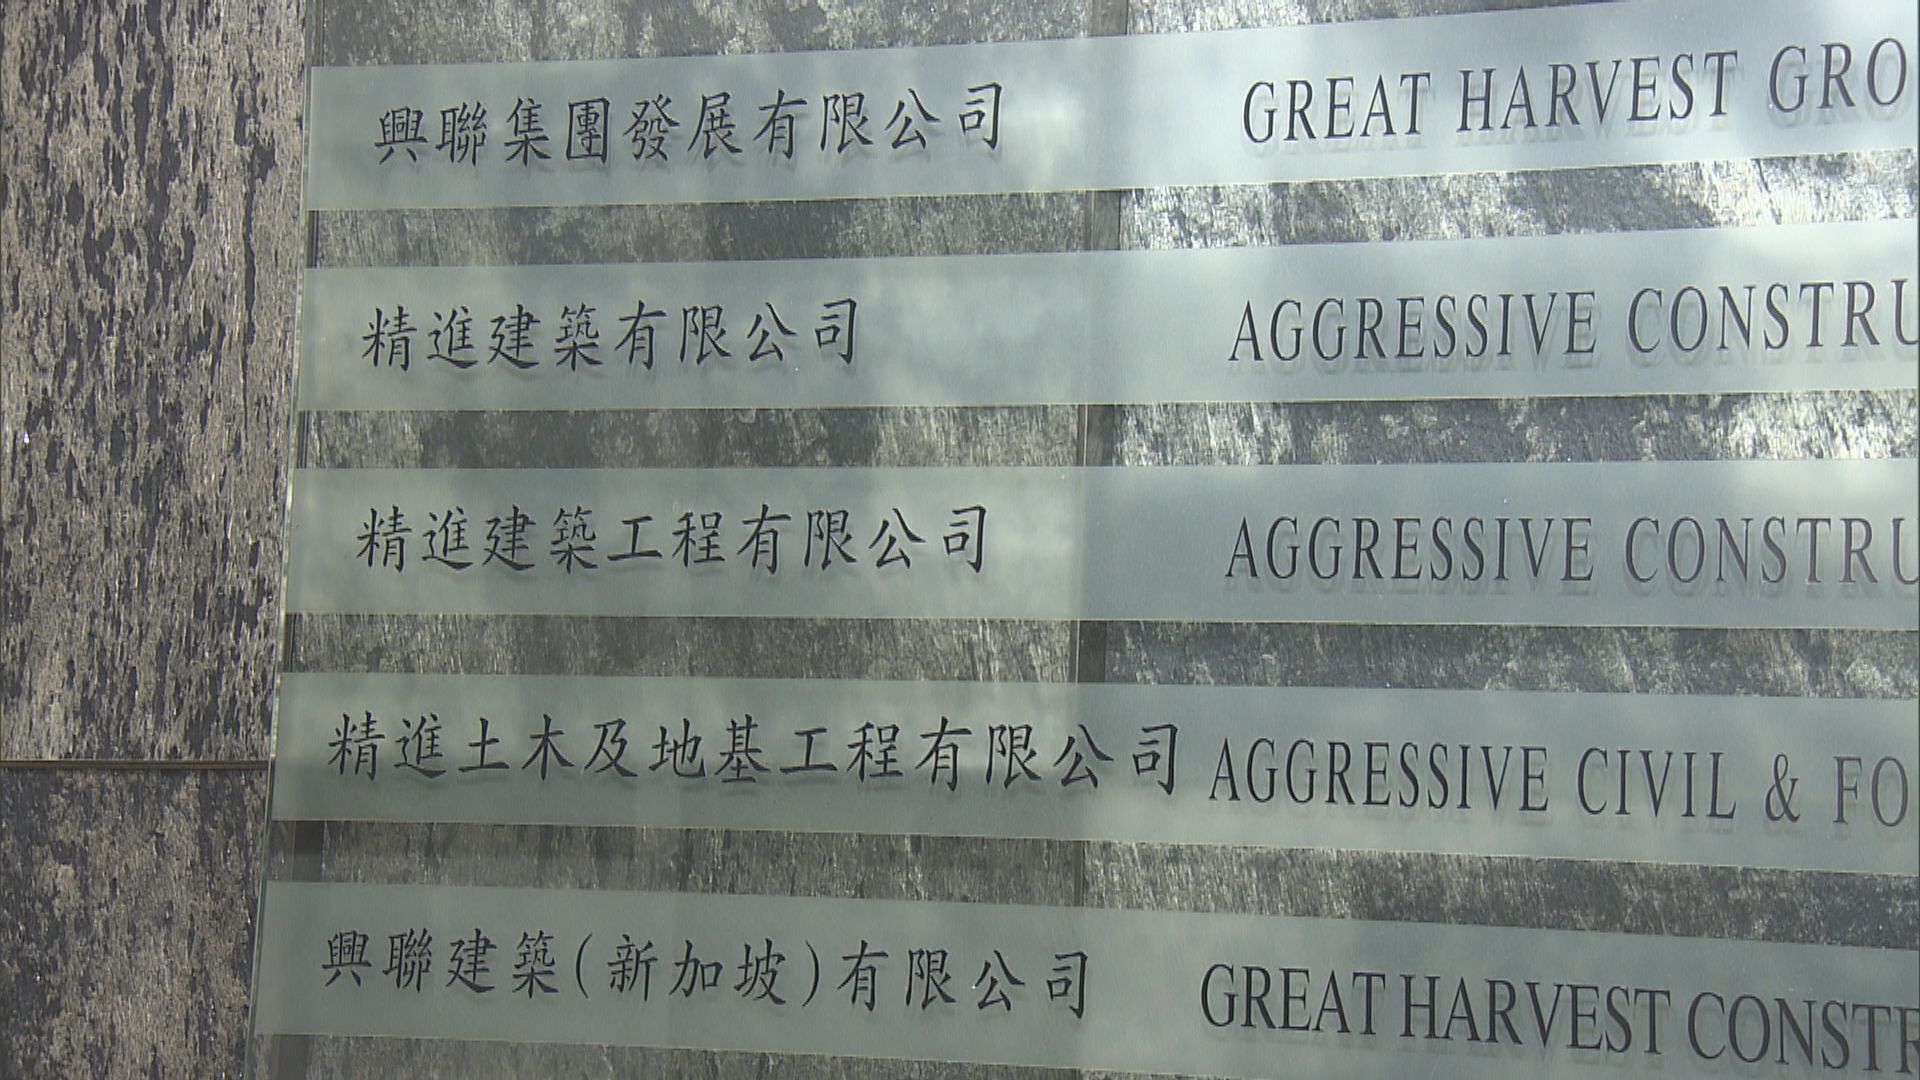 興聯集團發展有限公司 GREAT HARVEST GRO
精進建築有限公司 AGGRESSIVE CONSTRU
精進建築工程有限公司 AGGRESSIVE CONSTRU
精進土木及地基工程有限公司 AGGRESSIVE CIVIL & FO
興聯建築(新加坡)有限公司 GREAT HARVEST CONSTR